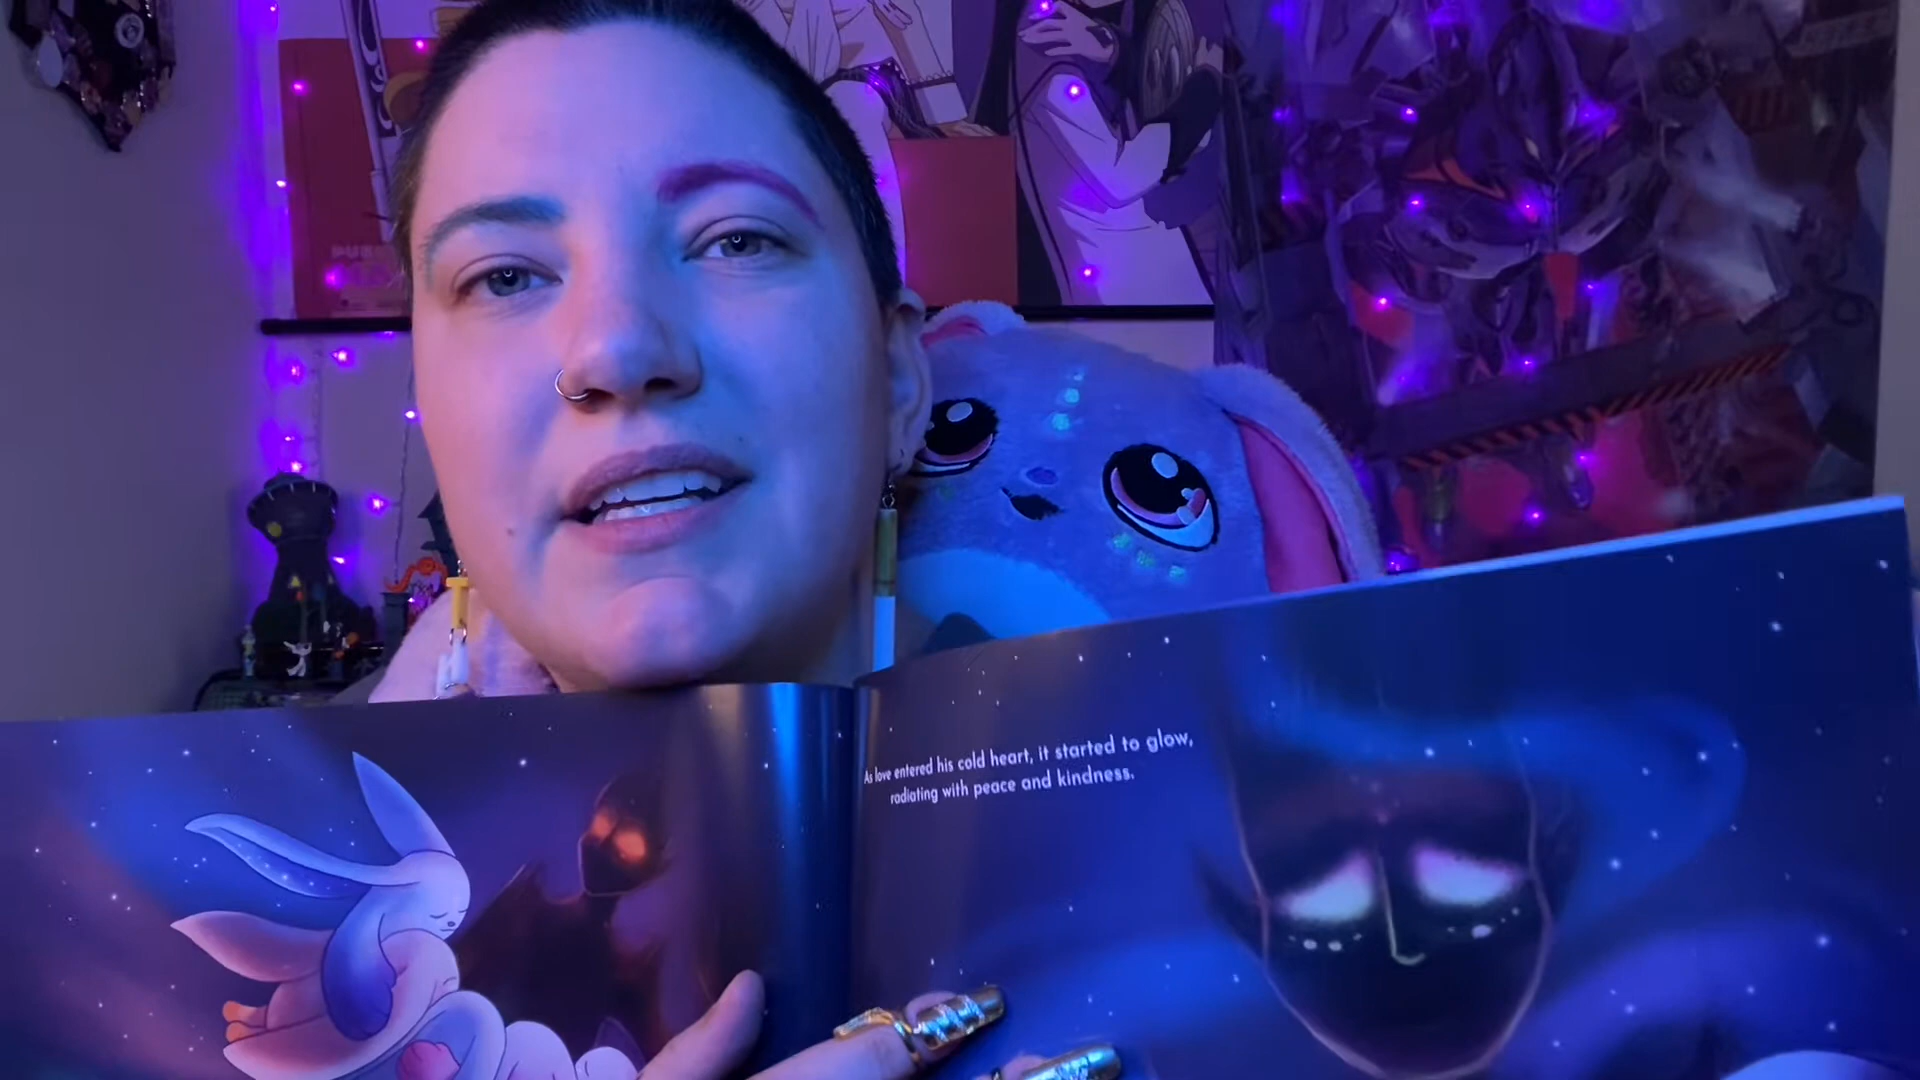 As love entered his cold heart, it started to glow,
radiating with peace and kindness.